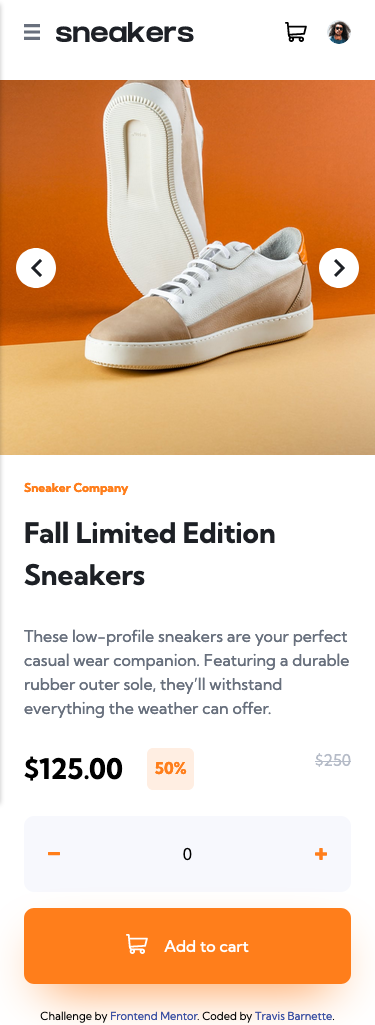 sneakers
Sneaker Company
Fall Limited Edition
Sneakers
These low-profile sneakers are your perfect
casual wear companion. Featuring a durable
rubber outer sole, they’ll withstand
everything the weather can offer.
$125.00 50% $250
0
Add to cart
Challenge by Frontend Mentor. Coded by Travis Barnette.